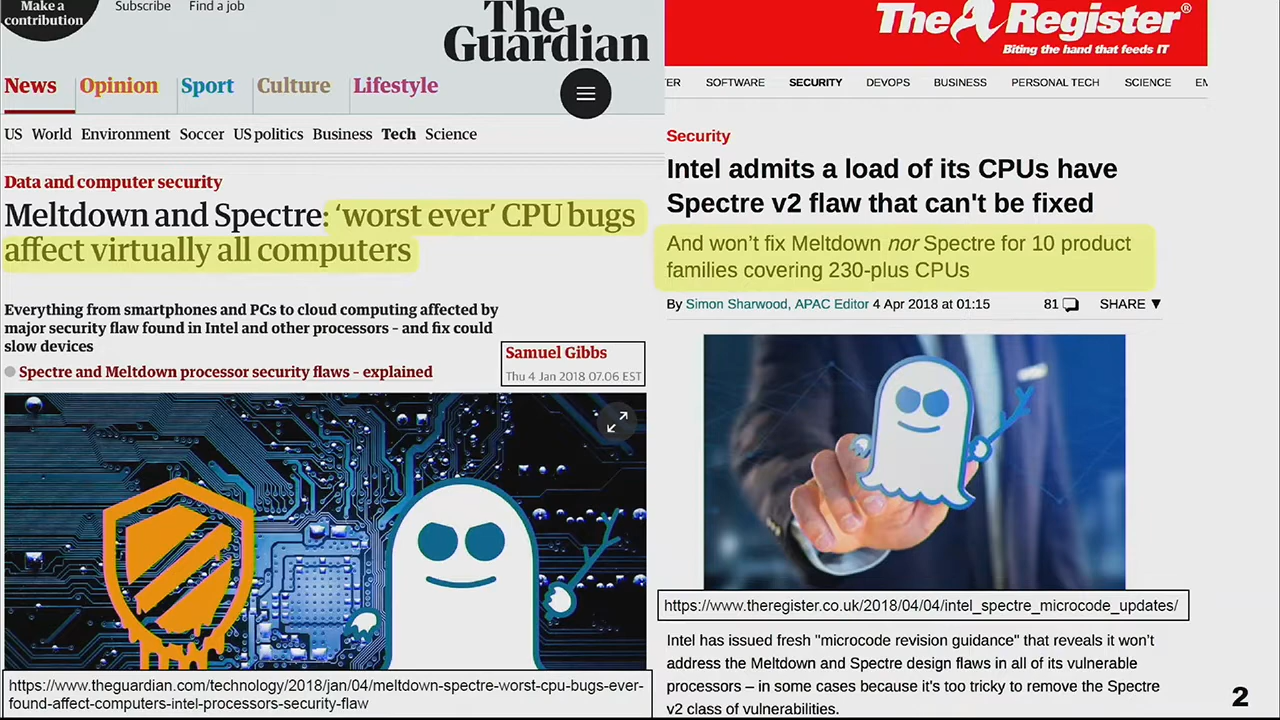 Make a
contribution
Subscribe Find a job
The
Guardian
News Opinion Sport Culture Lifestyle
US World Environment Soccer US politics Business Tech Science
Data and computer security
Meltdown and Spectre: ‘worst ever’ CPU bugs
affect virtually all computers
Everything from smartphones and PCs to cloud computing affected by
major security flaw found in Intel and other processors – and fix could
slow devices
Spectre and Meltdown processor security flaws – explained
Samuel Gibbs
Thu 4 Jan 2018 07.06 EST
https://www.theguardian.com/technology/2018/jan/04/meltdown-spectre-worst-cpu-bugs-ever-
found-affect-computers-intel-processors-security-flaw
The Register®
Biting the hand that feeds IT
ER SOFTWARE SECURITY DEVOPS BUSINESS PERSONAL TECH SCIENCE EM
Security
Intel admits a load of its CPUs have
Spectre v2 flaw that can't be fixed
And won’t fix Meltdown nor Spectre for 10 product
families covering 230-plus CPUs
By Simon Sharwood, APAC Editor 4 Apr 2018 at 01:15 81 SHARE ▼
https://www.theregister.co.uk/2018/04/04/intel_spectre_microcode_updates/
Intel has issued fresh "microcode revision guidance" that reveals it won’t
address the Meltdown and Spectre design flaws in all of its vulnerable
processors – in some cases because it's too tricky to remove the Spectre
v2 class of vulnerabilities.
2